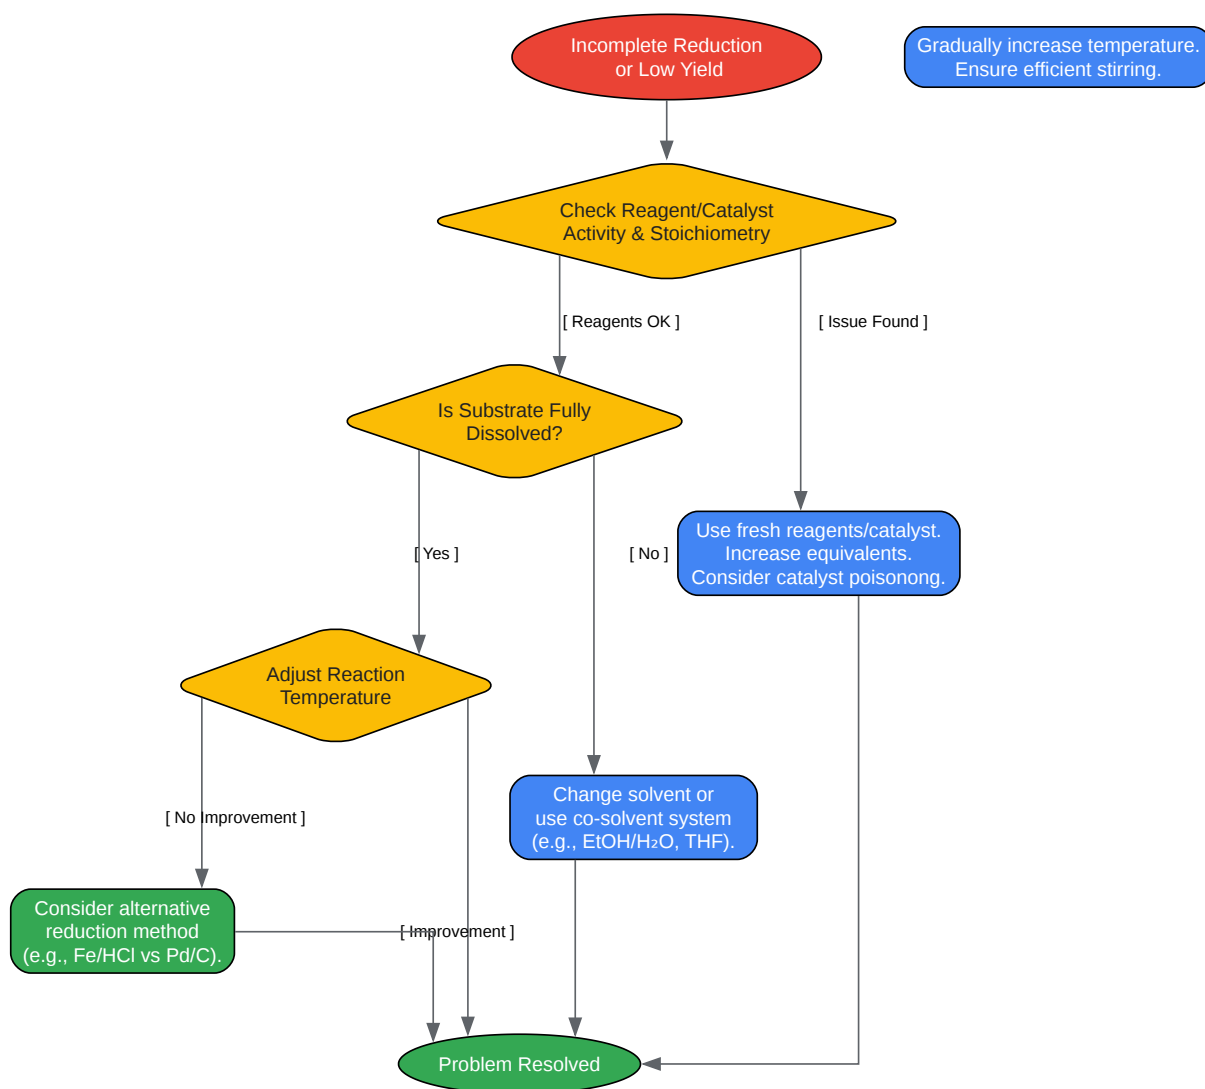 Incomplete Reduction
or Low Yield
Gradually increase temperature.
Ensure efficient stirring.
Check Reagent/Catalyst
Activity & Stoichiometry
[ Reagents OK ]
[ Issue Found ]
Is Substrate Fully
Dissolved?
Use fresh reagents/catalyst.
Increase equivalents.
Consider catalyst poisonong.
[ Yes ]
[ No ]
Adjust Reaction
Temperature
Change solvent or
use co-solvent system
(e.g., EtOH/H₂O, THF).
[ No Improvement ]
Consider alternative
reduction method
(e.g., Fe/HCl vs Pd/C).
[ Improvement ]
Problem Resolved